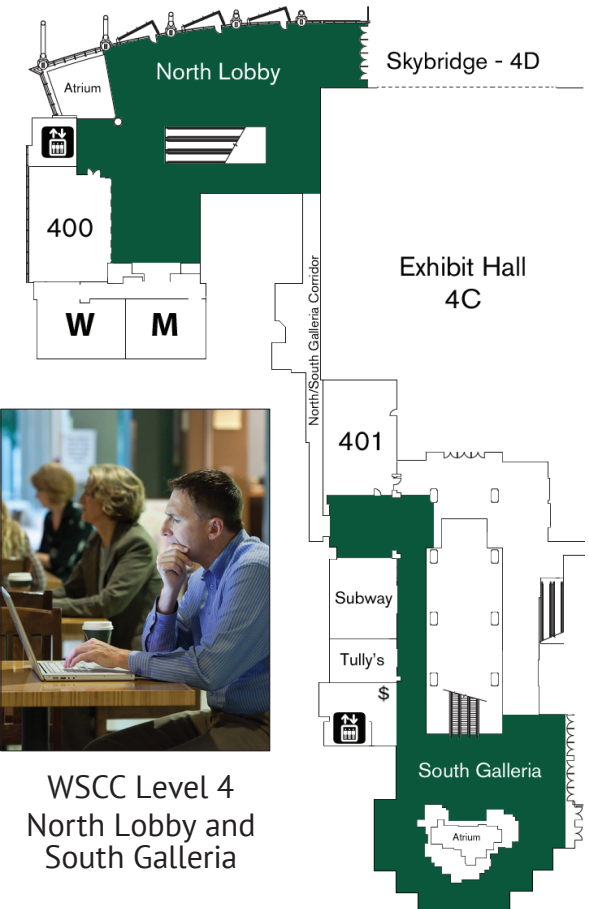 North Lobby
Skybridge - 4D
Atrium
400
Exhibit Hall
4C
W
M
North/South Galleria Corridor
401
Subway
Tully's
$
South Galleria
Atrium
WSCC Level 4
North Lobby and
South Galleria